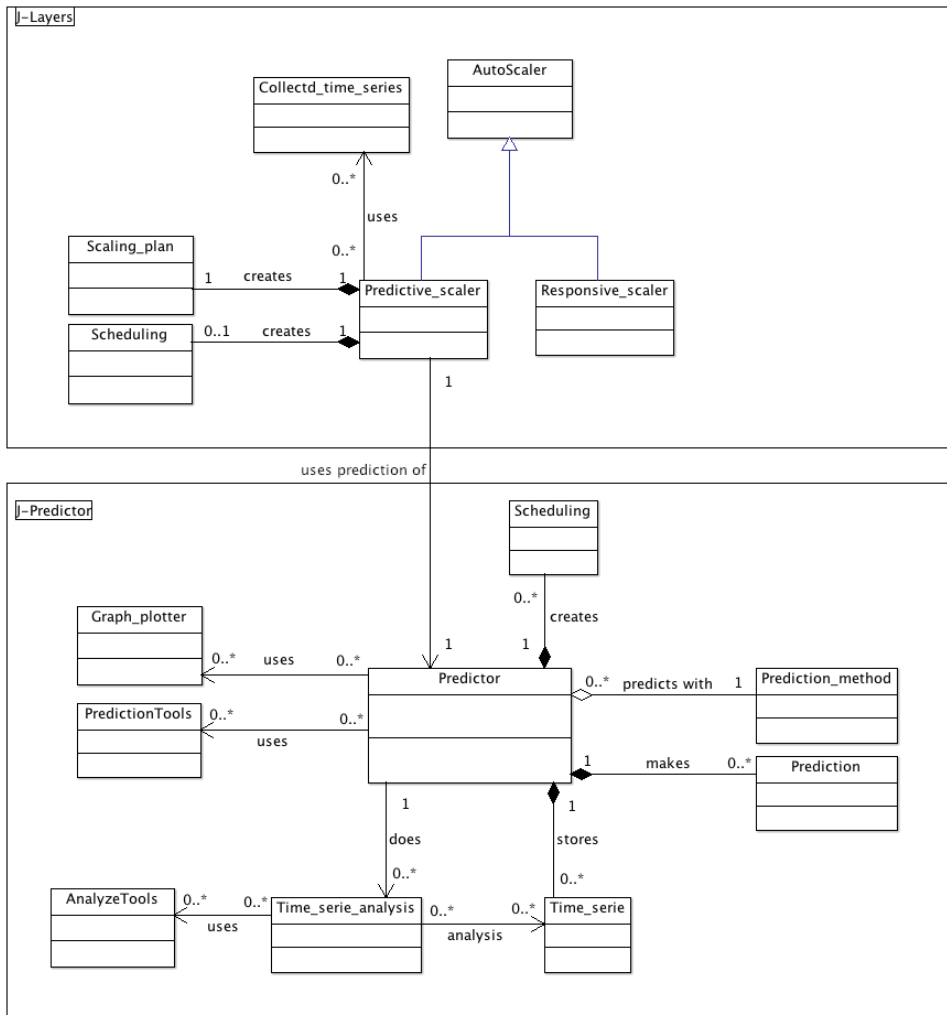 J-Layers
AutoScaler
Collectd_time_series
0..*
uses
0..*
Scaling_plan
1 creates 1
Predictive_scaler
Responsive_scaler
Scheduling
0..1 creates 1
1
uses prediction of
J-Predictor
Scheduling
0..*
creates
1
1
Graph_plotter
0..* uses 0..*
Predictor
0..* predicts with 1
Prediction_method
PredictionTools
0..* 0..*
uses
1 makes 0..*
Prediction
1
does
0..*
1
stores
0..*
AnalyzeTools
0..* 0..*
uses
Time_serie_analysis
0..* 0..*
analysis
Time_serie